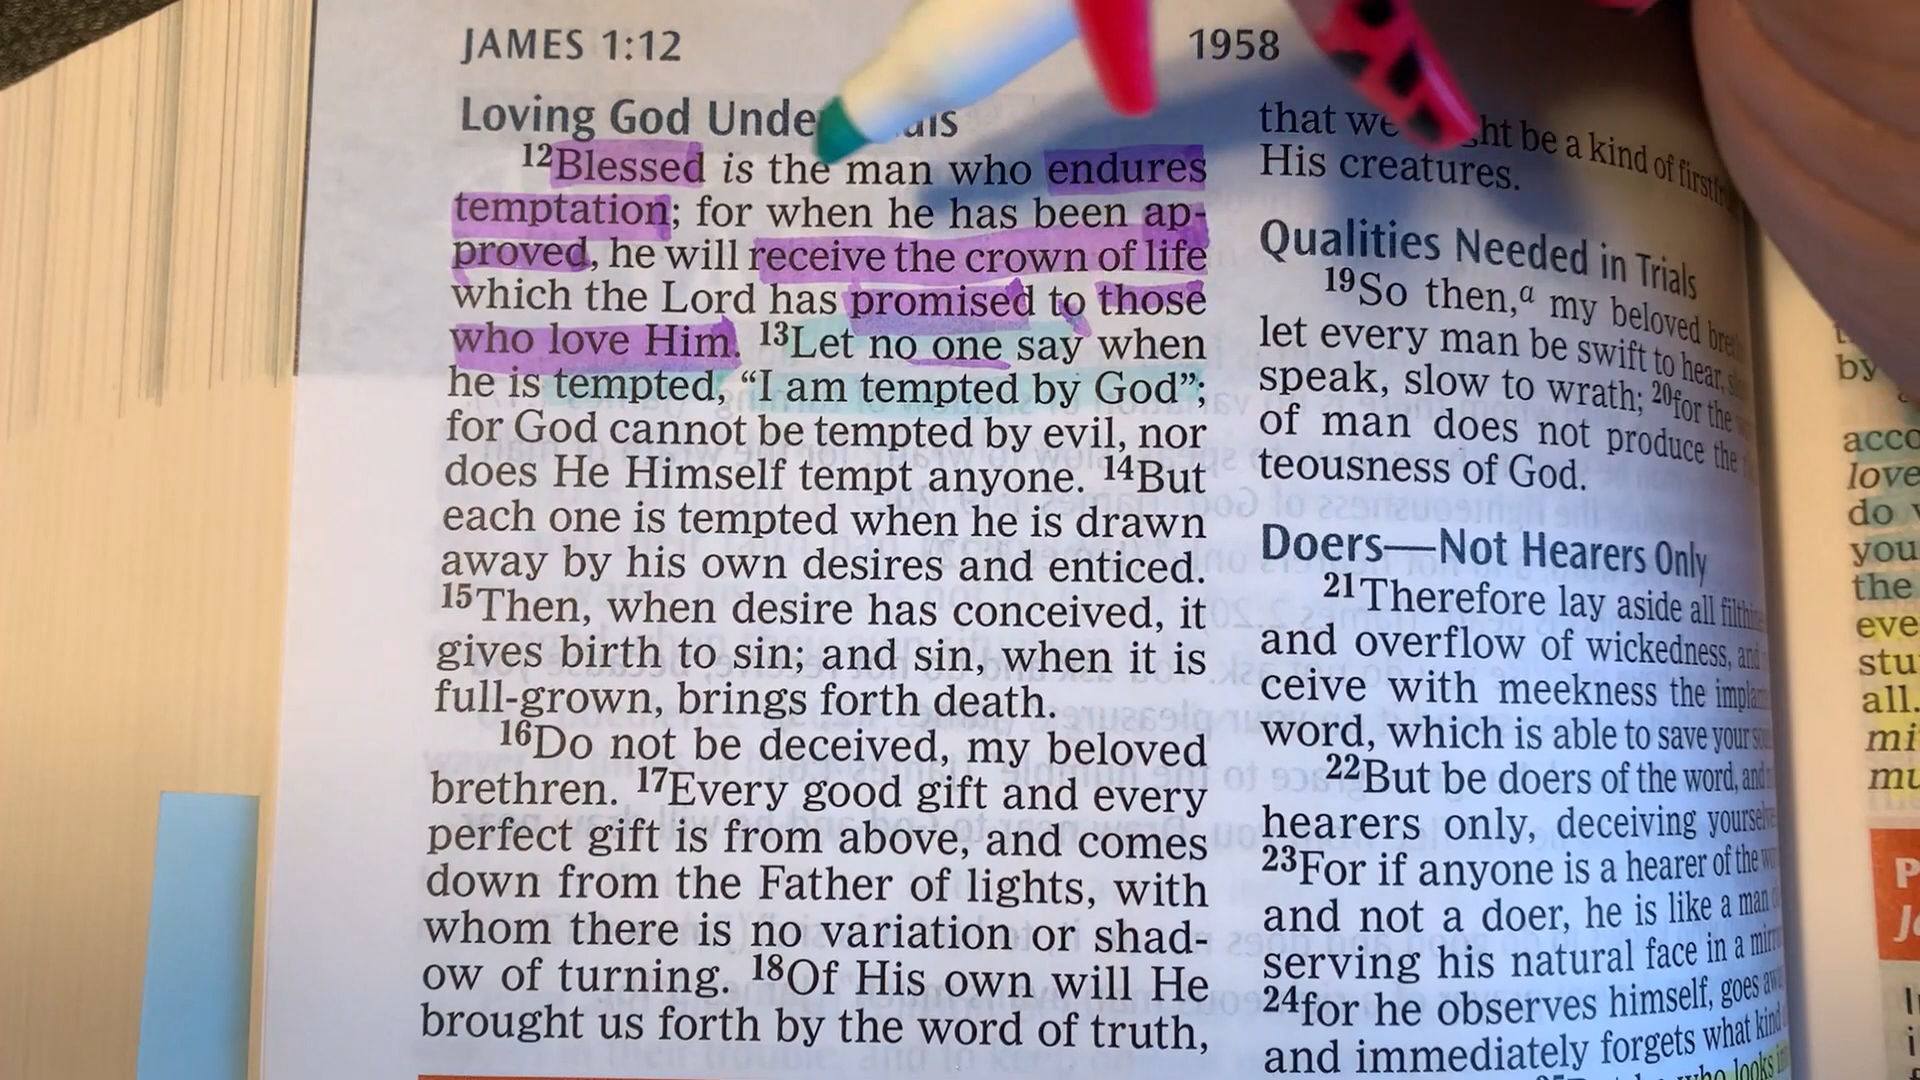 JAMES 1:12
1958
Loving God Unde
12Blessed is the man who endures
temptation; for when he has been ap-
proved, he will receive the crown of life
which the Lord has promised to those
who love Him. 13Let no one say when
he is tempted, “I am tempted by God”;
for God cannot be tempted by evil, nor
does He Himself tempt anyone. 14But
each one is tempted when he is drawn
away by his own desires and enticed.
15Then, when desire has conceived, it
gives birth to sin; and sin, when it is
full-grown, brings forth death.
16Do not be deceived, my beloved
brethren. 17Every good gift and every
perfect gift is from above, and comes
down from the Father of lights, with
whom there is no variation or shad-
ow of turning. 18Of His own will He
brought us forth by the word of truth,
that we be a kind of
His creatures.
Qualities Needed in Trials
19So then,a my beloved
let every man be swift to hear,
speak, slow to wrath; 20for the
of man does not produce the
teousness of God.
Doers—Not Hearers Only
21Therefore lay aside all
and overflow of wickedness, and
ceive with meekness the
word, which is able to save your
22But be doers of the word, and
hearers only, deceiving
23For if anyone is a hearer of the
and not a doer, he is like a man
serving his natural face in a
24for he observes himself, goes
and immediately forgets what kind
who looks
by
love
do
you
the
all.